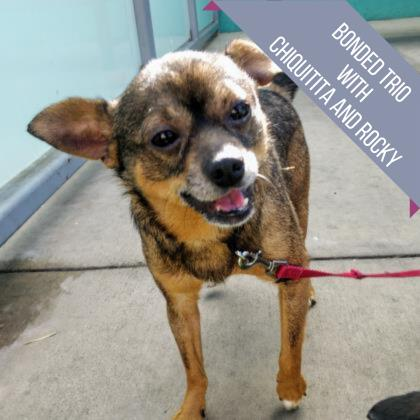 BONDED TRIO
WITH
CHIQUITITA AND ROCKY